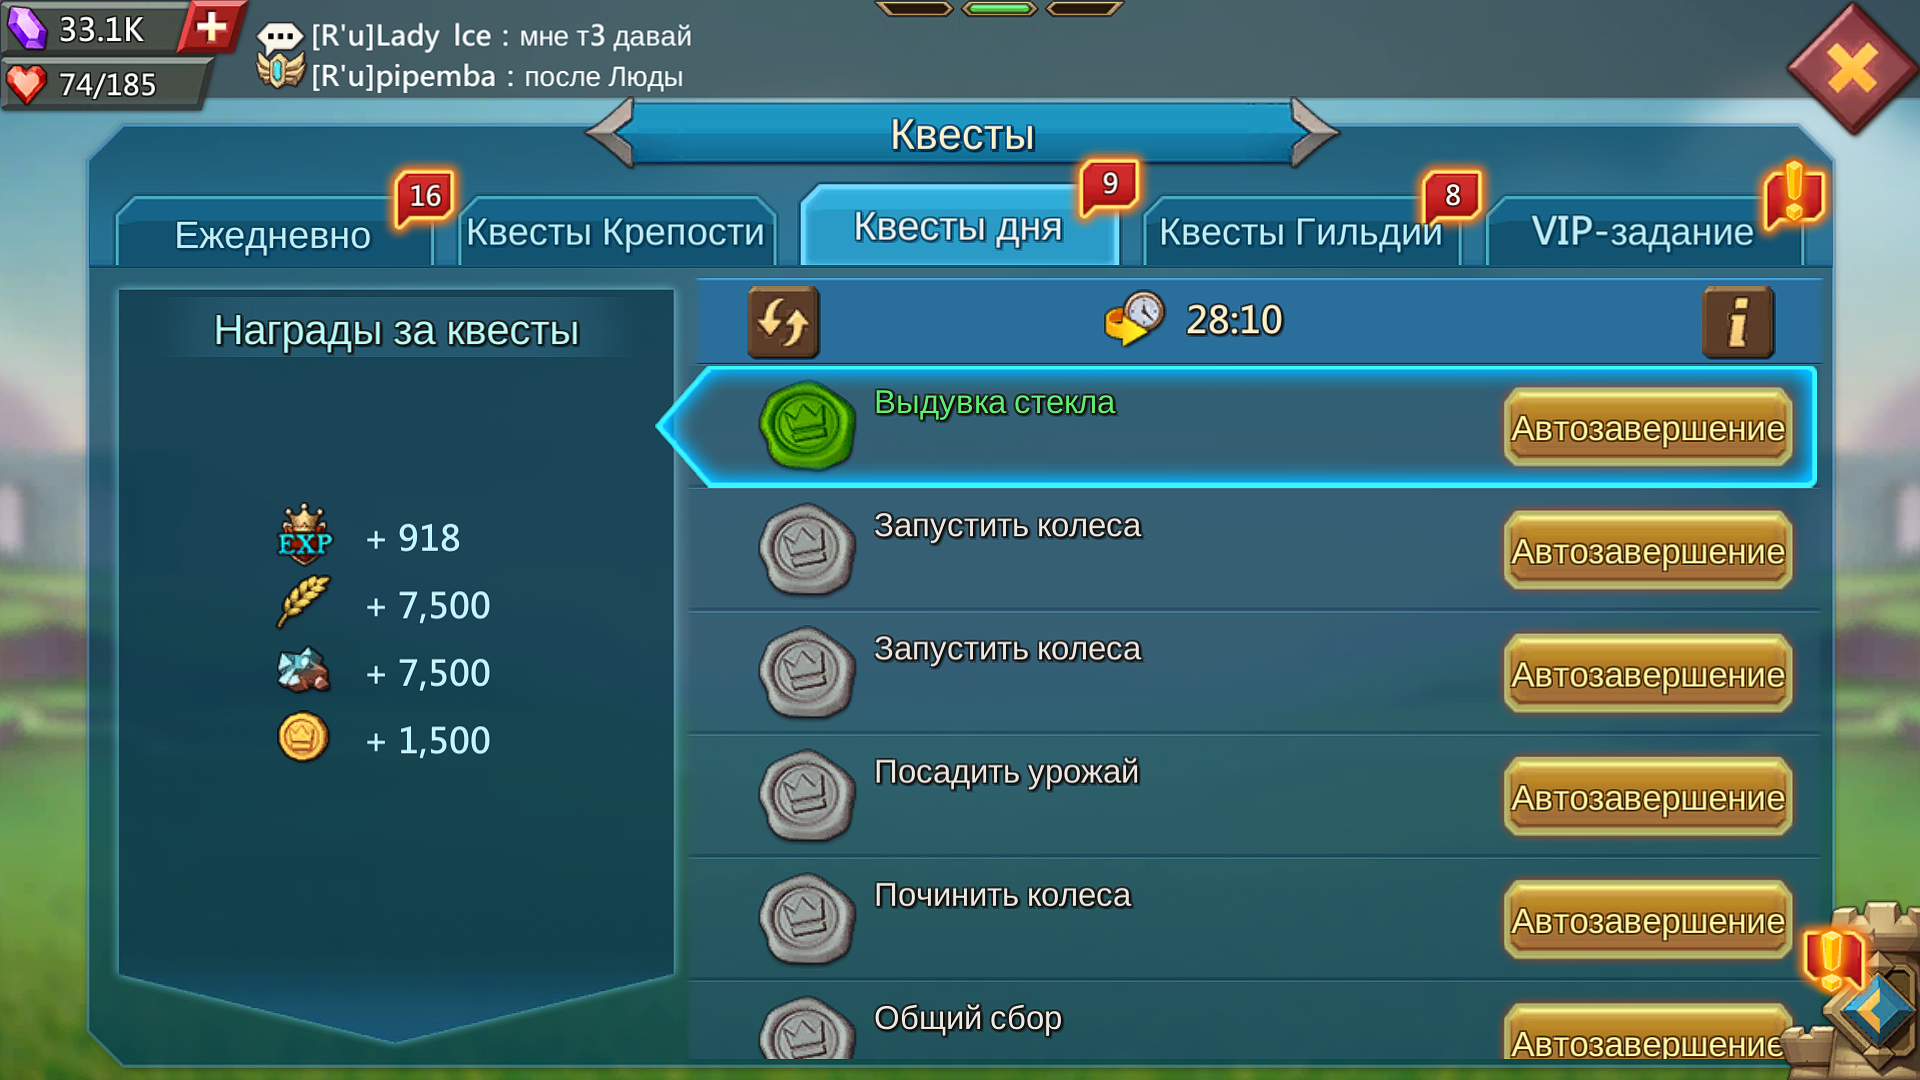 33.1K
74/185
[R'u]Lady Ice : мне т3 давай
[R'u]pipemba : после Люды
Квесты
Ежедневно
16
Квесты Крепости
Квесты дня
9
Квесты Гильдии
8
VIP-задание
Награды за квесты
EXP + 918
+ 7,500
+ 7,500
+ 1,500
28:10
i
Выдувка стекла
Автозавершение
Запустить колеса
Автозавершение
Запустить колеса
Автозавершение
Посадить урожай
Автозавершение
Починить колеса
Автозавершение
Общий сбор
Автозавершение